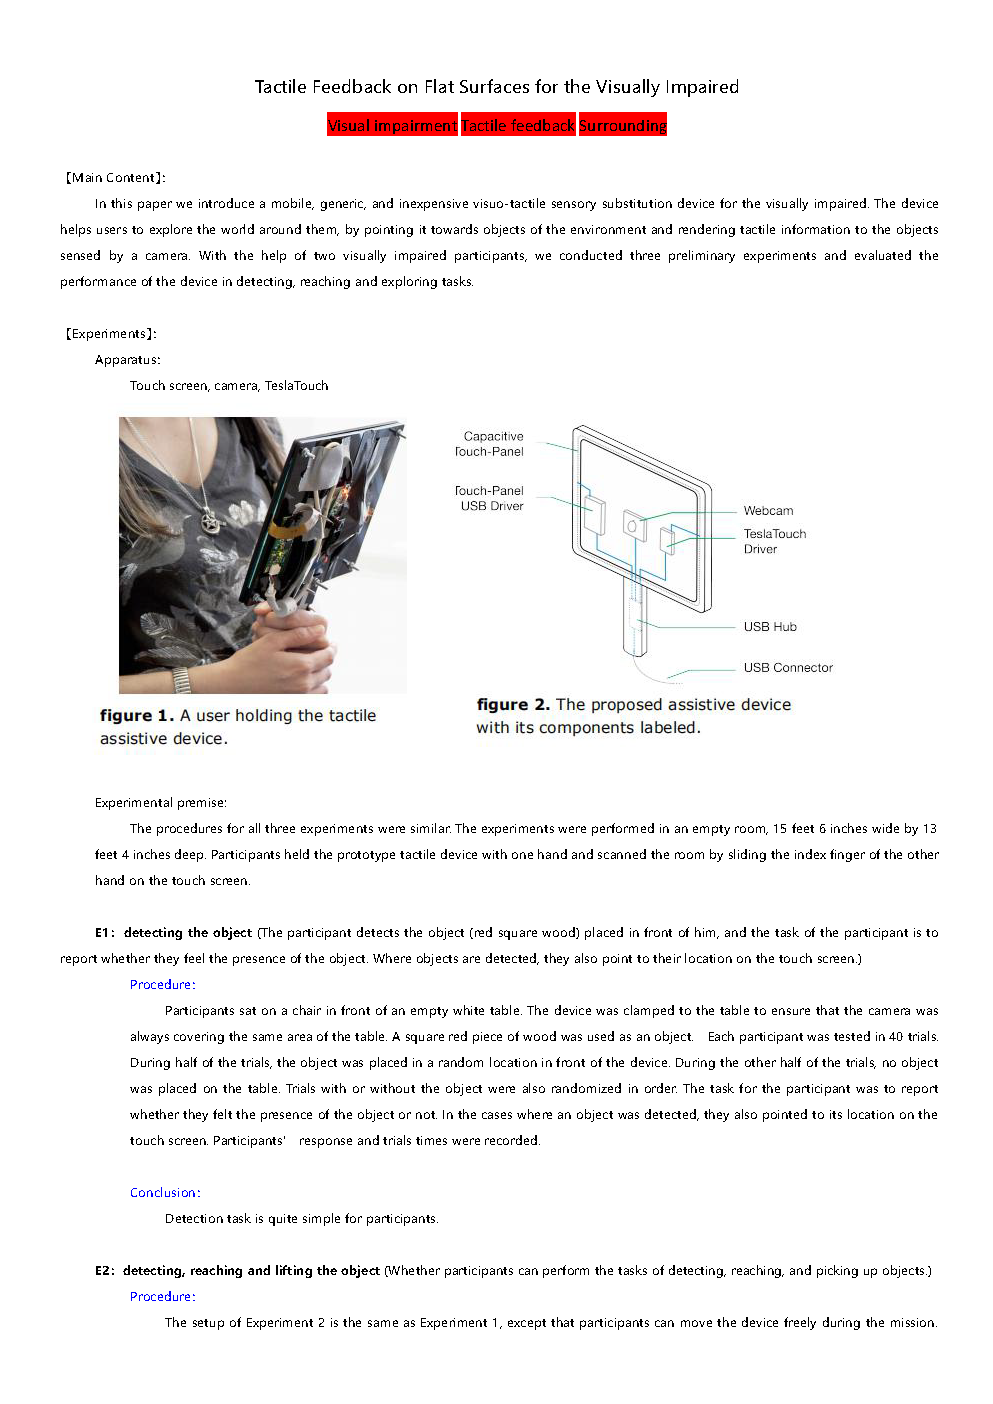 Tactile Feedback on Flat Surfaces for the Visually Impaired
Visual impairment Tactile feedback Surrounding
【Main Content】:
In this paper we introduce a mobile, generic, and inexpensive visuo-tactile sensory substitution device for the visually impaired. The device
helps users to explore the world around them, by pointing it towards objects of the environment and rendering tactile information to the objects
sensed by a camera. With the help of two visually impaired participants, we conducted three preliminary experiments and evaluated the
performance of the device in detecting, reaching and exploring tasks.
【Experiments】:
Apparatus:
Touch screen, camera, TeslaTouch
Capacitive
Touch-Panel
Touch-Panel
USB Driver
Webcam
TeslaTouch
Driver
USB Hub
USB Connector
figure 1. A user holding the tactile
assistive device.
figure 2. The proposed assistive device
with its components labeled.
Experimental premise:
The procedures for all three experiments were similar. The experiments were performed in an empty room, 15 feet 6 inches wide by 13
feet 4 inches deep. Participants held the prototype tactile device with one hand and scanned the room by sliding the index finger of the other
hand on the touch screen.
E1: detecting the object (The participant detects the object (red square wood) placed in front of him, and the task of the participant is to
report whether they feel the presence of the object. Where objects are detected, they also point to their location on the touch screen.)
Procedure:
Participants sat on a chair in front of an empty white table. The device was clamped to the table to ensure that the camera was
always covering the same area of the table. A square red piece of wood was used as an object. Each participant was tested in 40 trials.
During half of the trials, the object was placed in a random location in front of the device. During the other half of the trials, no object
was placed on the table. Trials with or without the object were also randomized in order. The task for the participant was to report
whether they felt the presence of the object or not. In the cases where an object was detected, they also pointed to its location on the
touch screen. Participants' response and trials times were recorded.
Conclusion:
Detection task is quite simple for participants.
E2: detecting, reaching and lifting the object (Whether participants can perform the tasks of detecting, reaching, and picking up objects.)
Procedure:
The setup of Experiment 2 is the same as Experiment 1, except that participants can move the device freely during the mission.